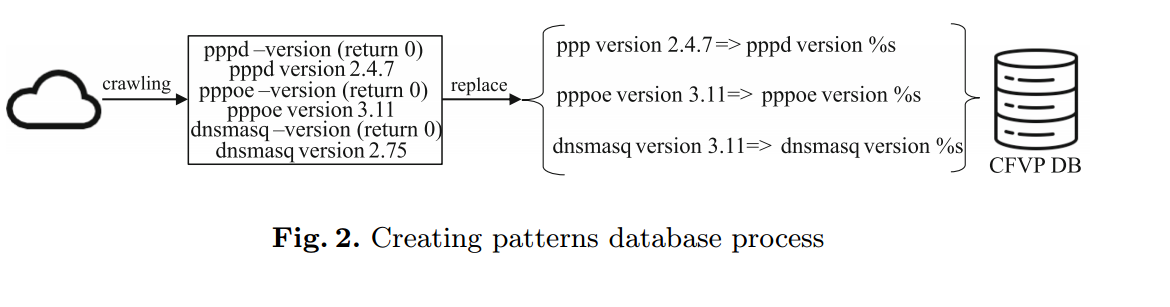 crawling
pppd –version (return 0)
pppd version 2.4.7
pppoe –version (return 0)
pppoe version 3.11
dnsmasq –version (return 0)
dnsmasq version 2.75
replace
ppp version 2.4.7=> pppd version %s
pppoe version 3.11=> pppoe version %s
dnsmasq version 3.11=> dnsmasq version %s
CFVP DB
Fig. 2. Creating patterns database process